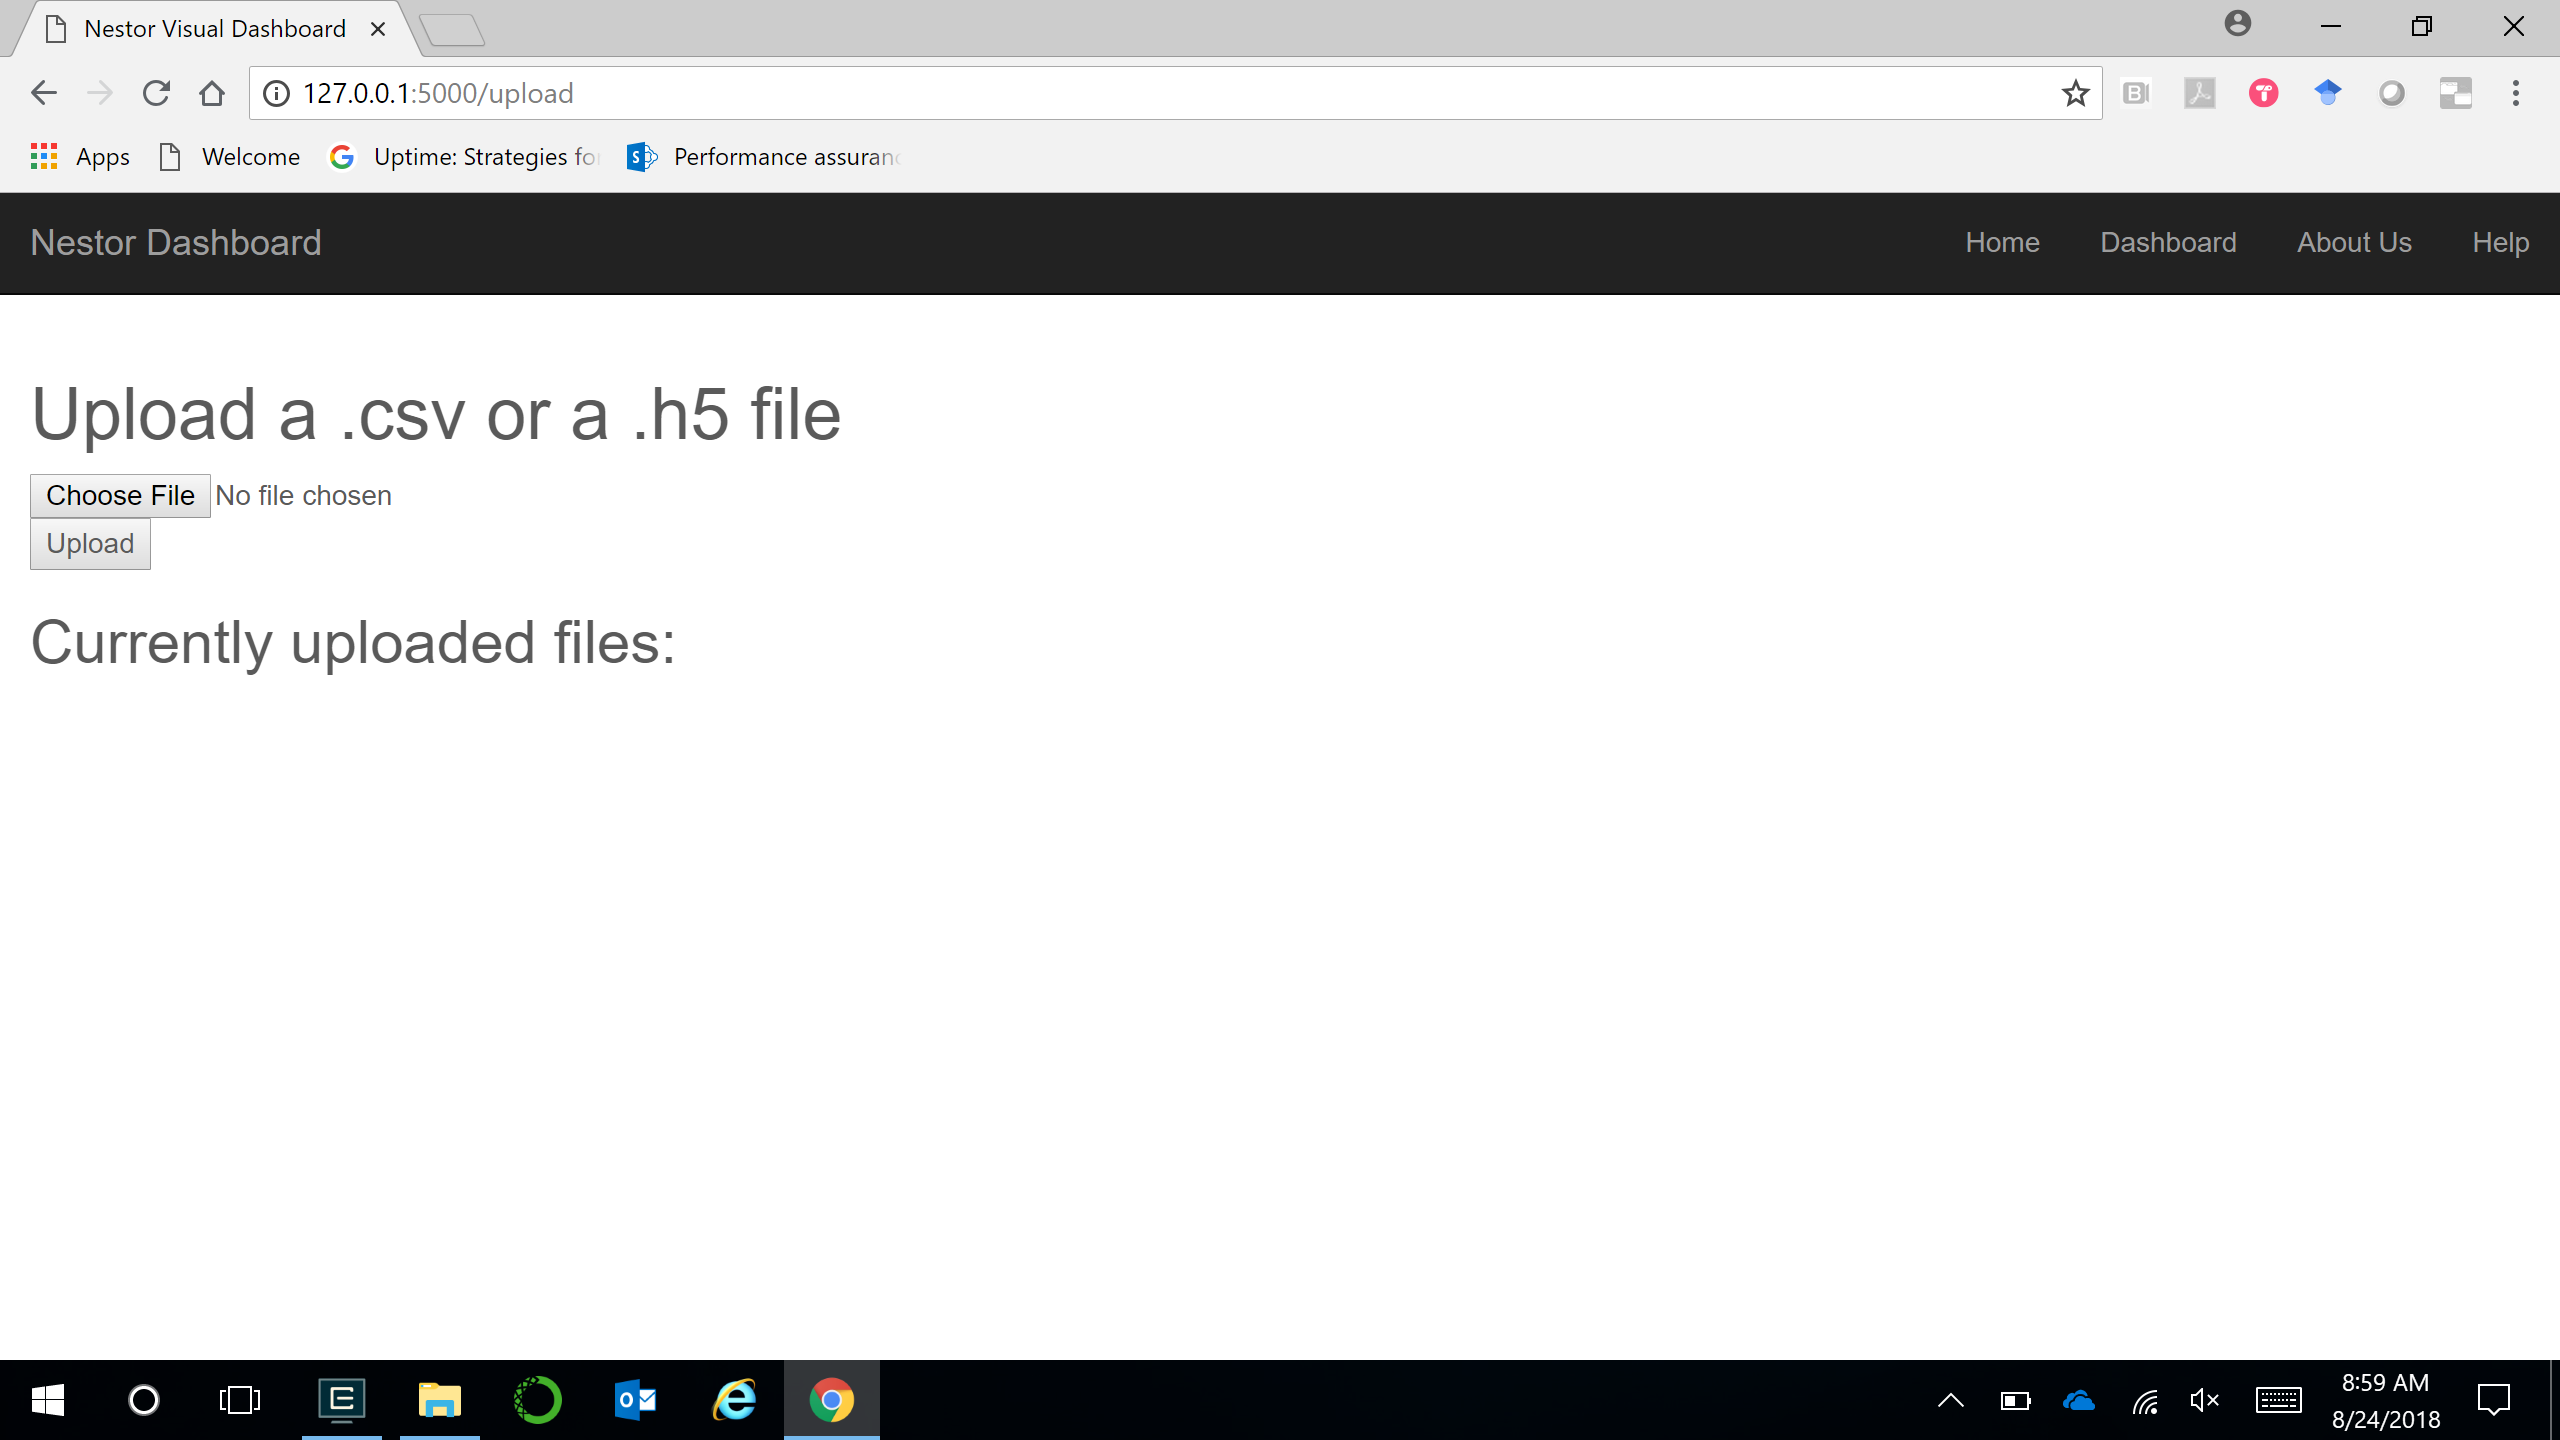 Nestor Visual Dashboard
127.0.0.1:5000/upload
Apps Welcome Uptime: Strategies for Performance assuranc
Nestor Dashboard Home Dashboard About Us Help
Upload a .csv or a .h5 file
Choose File No file chosen
Upload
Currently uploaded files:
8:59 AM
8/24/2018